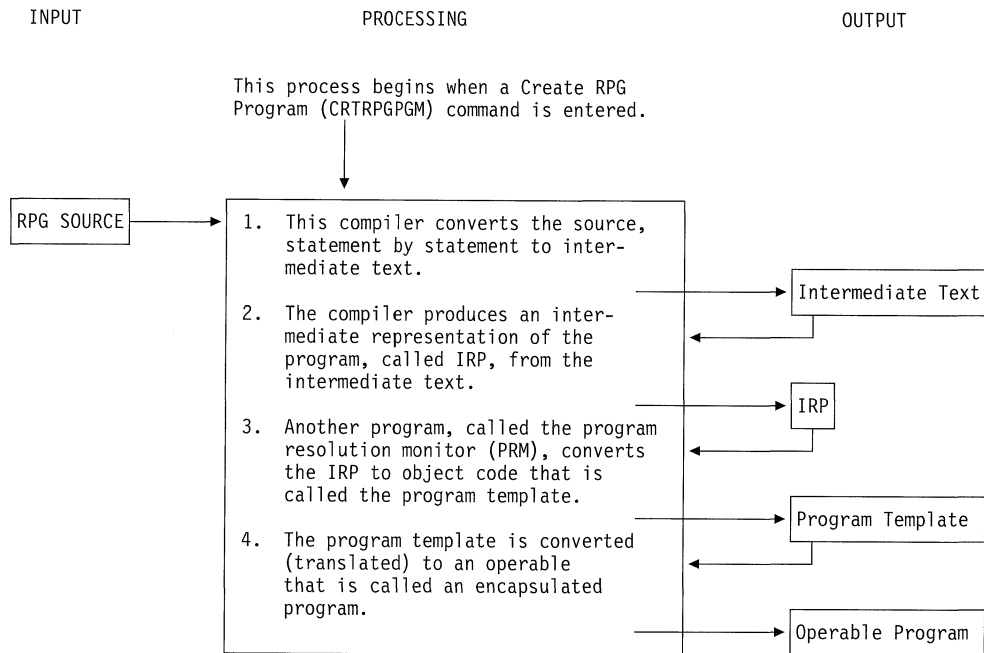 INPUT
PROCESSING
OUTPUT
This process begins when a Create RPG
Program (CRTRPGPGM) command is entered.
RPG SOURCE
1. This compiler converts the source,
statement by statement to inter-
mediate text.
Intermediate Text
2. The compiler produces an inter-
mediate representation of the
program, called IRP, from the
intermediate text.
IRP
3. Another program, called the program
resolution monitor (PRM), converts
the IRP to object code that is
called the program template.
Program Template
4. The program template is converted
(translated) to an operable
that is called an encapsulated
program.
Operable Program